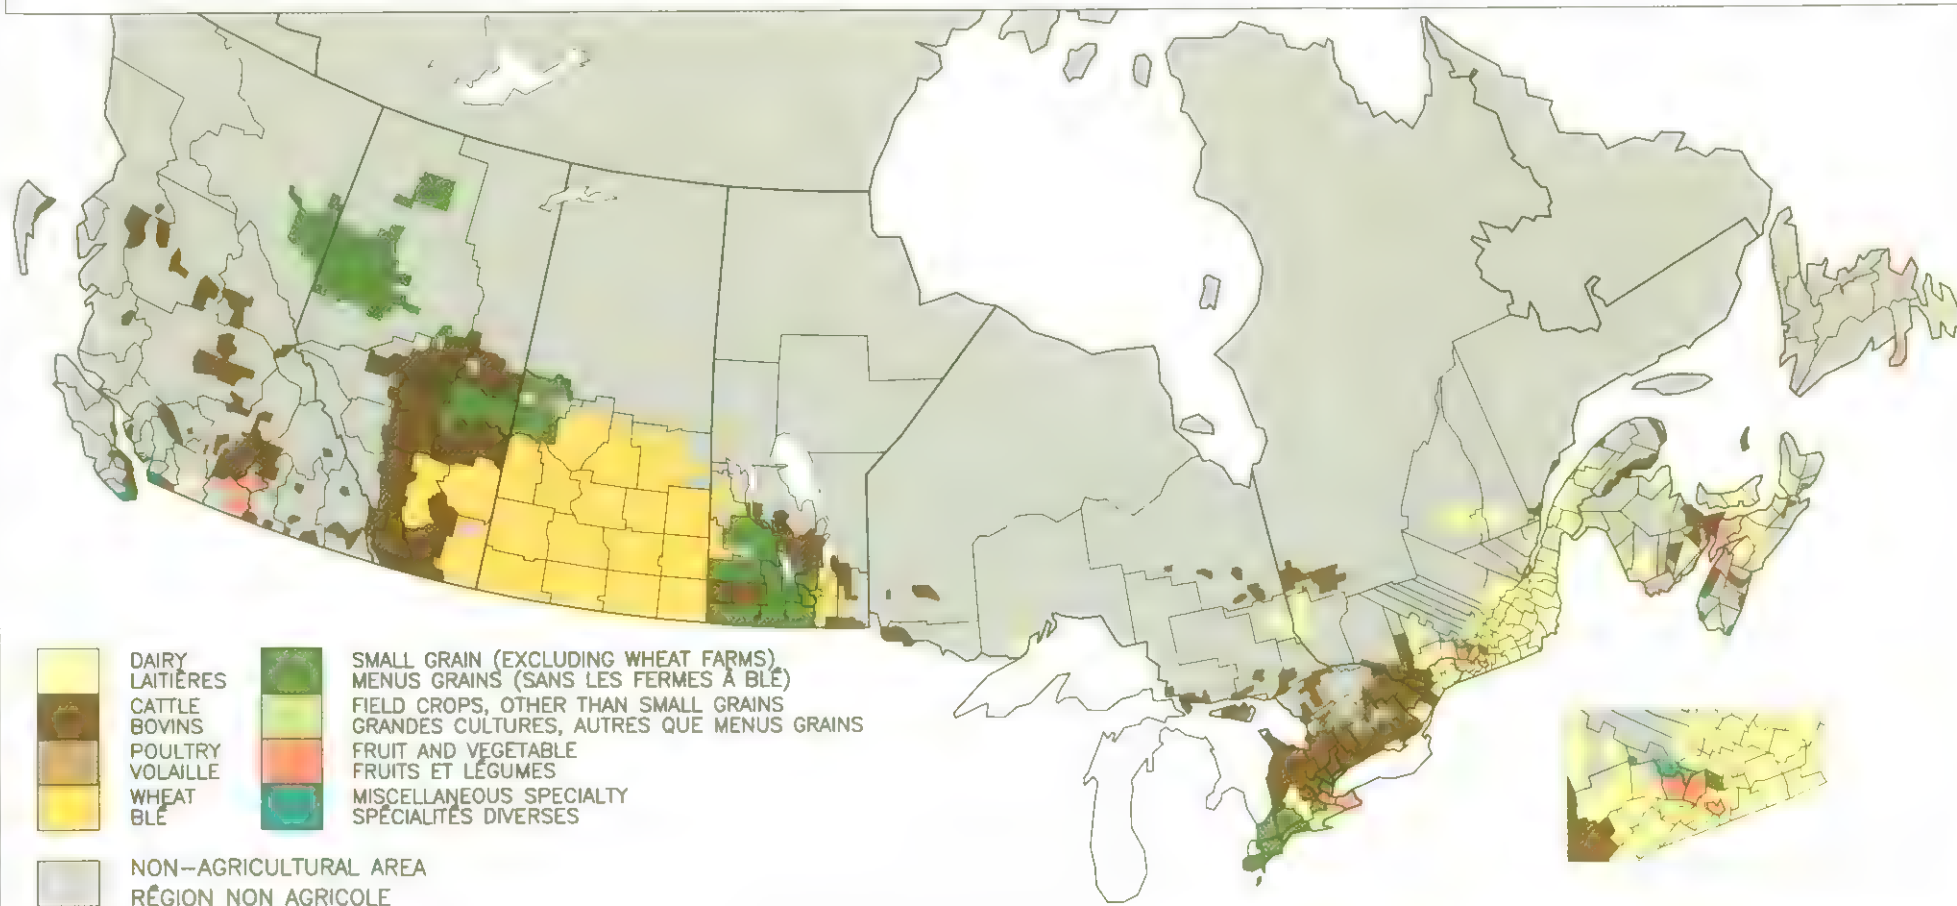 DAIRY
LAITIÈRES
CATTLE
BOVINS
POULTRY
VOLAILLE
WHEAT
BLÉ
SMALL GRAIN (EXCLUDING WHEAT FARMS)
MENUS GRAINS (SANS LES FERMES À BLÉ)
FIELD CROPS, OTHER THAN SMALL GRAINS
GRANDES CULTURES, AUTRES QUE MENUS GRAINS
FRUIT AND VEGETABLE
FRUITS ET LÉGUMES
MISCELLANEOUS SPECIALTY
SPÉCIALITÉS DIVERSES
NON-AGRICULTURAL AREA
RÉGION NON AGRICOLE